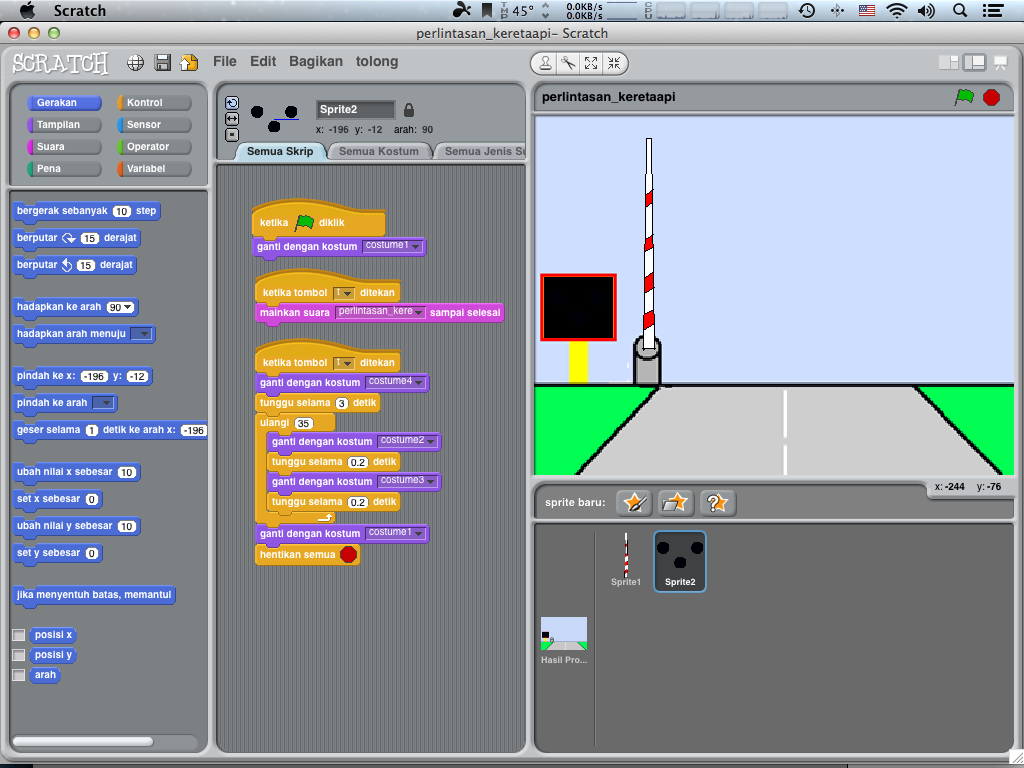 Scratch
45°
0.0KB/s
0.0KB/s
perlintasan_keretaapi– Scratch
SCRATCH
File Edit Bagikan tolong
Gerakan Kontrol
Tampilan Sensor
Suara Operator
Pena Variabel
bergerak sebanyak 10 step
berputar 15 derajat
berputar 15 derajat
hadapkan ke arah 90
hadapkan arah menuju
pindah ke x: -196 y: -12
pindah ke arah
geser selama 1 detik ke arah x: -196
ubah nilai x sebesar 10
set x sebesar 0
ubah nilai y sebesar 10
set y sebesar 0
jika menyentuh batas, memantul
posisi x
posisi y
arah
Sprite2
x: -196 y: -12 arah: 90
Semua Skrip Semua Kostum Semua Jenis Su
ketika diklik
ganti dengan kostum costume1
ketika tombol 1 ditekan
mainkan suara perlintasan_kere sampai selesai
ketika tombol 1 ditekan
ganti dengan kostum costume4
tunggu selama 3 detik
ulangi 35
ganti dengan kostum costume2
tunggu selama 0.2 detik
ganti dengan kostum costume3
tunggu selama 0.2 detik
ganti dengan kostum costume1
hentikan semua
perlintasan_keretaapi
x: -244 y: -76
sprite baru:
Sprite1 Sprite2
Hasil Pro...